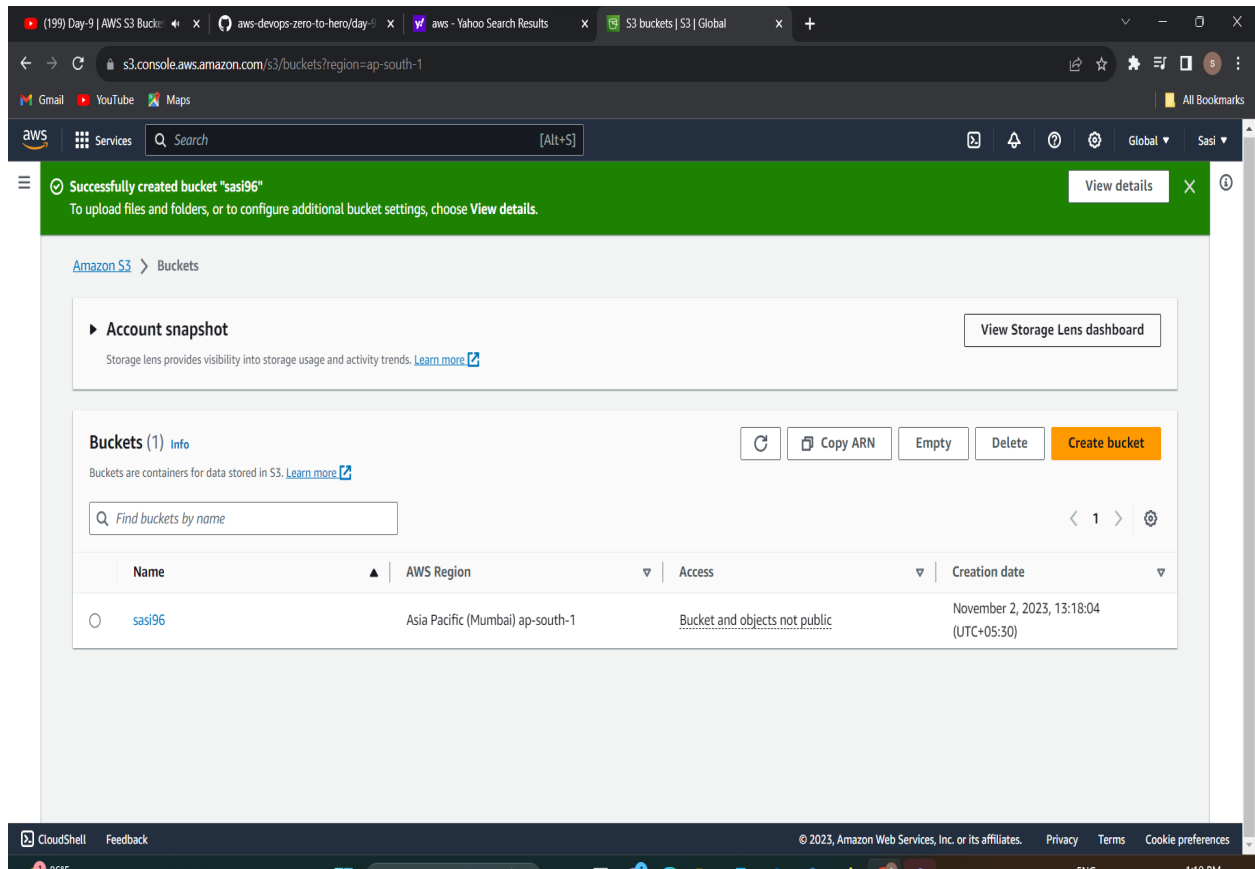 (199) Day-9 | AWS S3 Bucke
aws-devops-zero-to-hero/day-9
aws - Yahoo Search Results
S3 buckets | S3 | Global
s3.console.aws.amazon.com/s3/buckets?region=ap-south-1
Gmail YouTube Maps All Bookmarks
aws Services Search [Alt+S] Global Sasi
Successfully created bucket "sasi96"
To upload files and folders, or to configure additional bucket settings, choose View details.
View details
Amazon S3 > Buckets
Account snapshot
Storage lens provides visibility into storage usage and activity trends. Learn more
View Storage Lens dashboard
Buckets (1) Info
Buckets are containers for data stored in S3. Learn more
Copy ARN Empty Delete Create bucket
Find buckets by name
1
Name AWS Region Access Creation date
sasi96 Asia Pacific (Mumbai) ap-south-1 Bucket and objects not public November 2, 2023, 13:18:04
(UTC+05:30)
CloudShell Feedback © 2023, Amazon Web Services, Inc. or its affiliates. Privacy Terms Cookie preferences